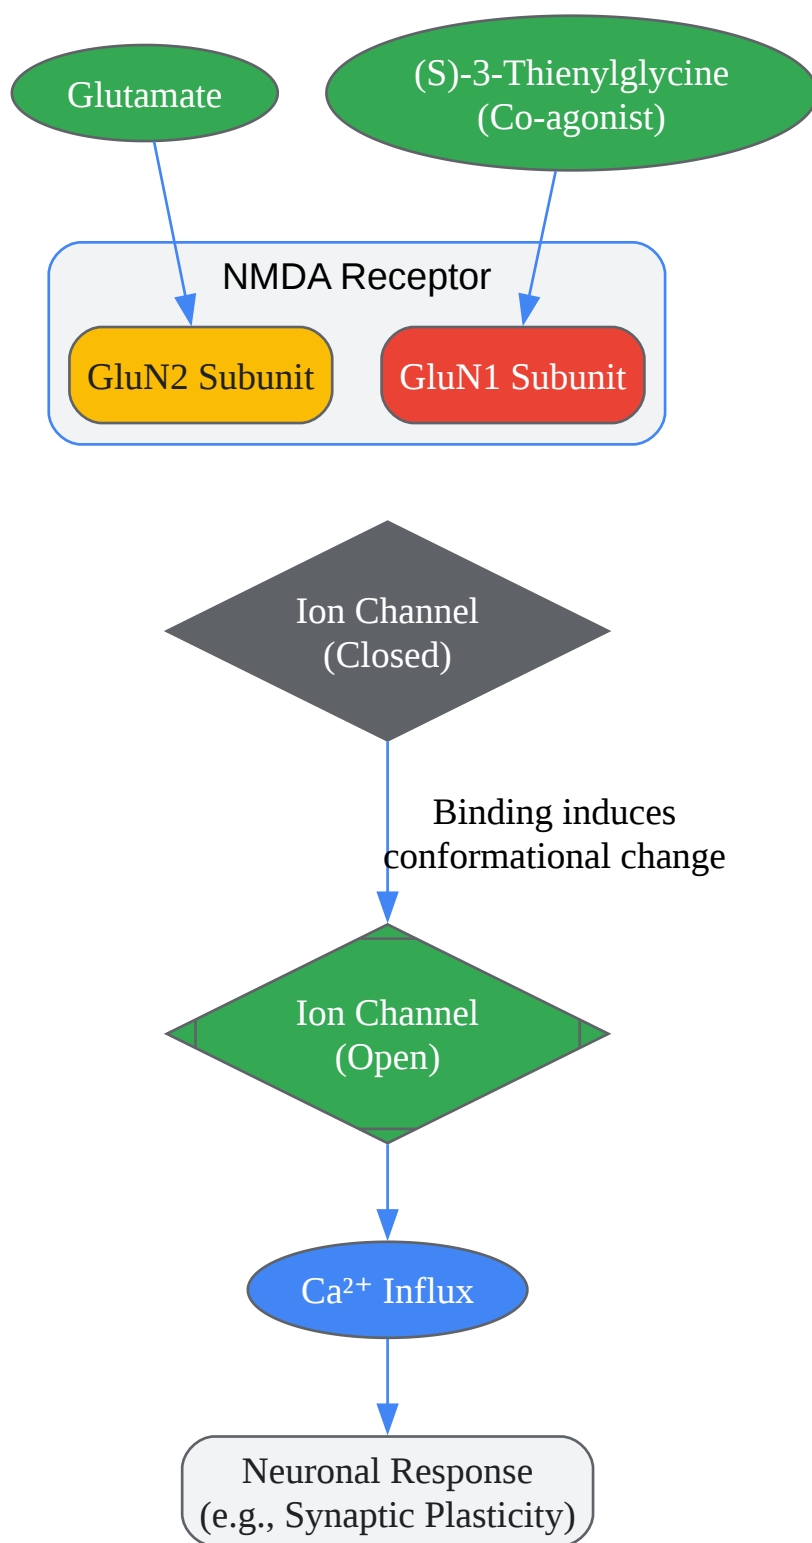 Glutamate
(S)-3-Thienylglycine
(Co-agonist)
NMDA Receptor
GluN2 Subunit
GluN1 Subunit
Ion Channel
(Closed)
Binding induces
conformational change
Ion Channel
(Open)
Ca²⁺ Influx
Neuronal Response
(e.g., Synaptic Plasticity)